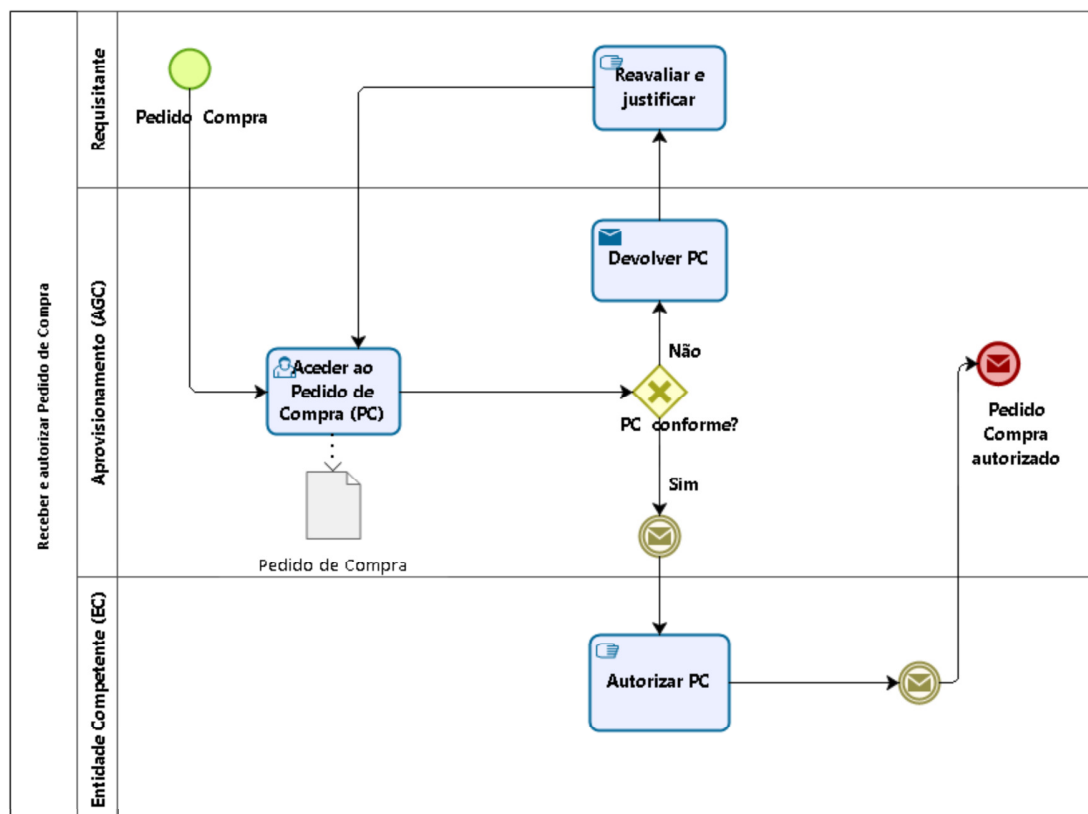 Receber e autorizar Pedido de Compra
Requisitante
Pedido Compra
Reavaliar e
justificar
Aprovisionamento (AGC)
Devolver PC
Aceder ao
Pedido de
Compra (PC)
Não
PC conforme?
Sim
Pedido
Compra
autorizado
Pedido de Compra
Entidade Competente (EC)
Autorizar PC